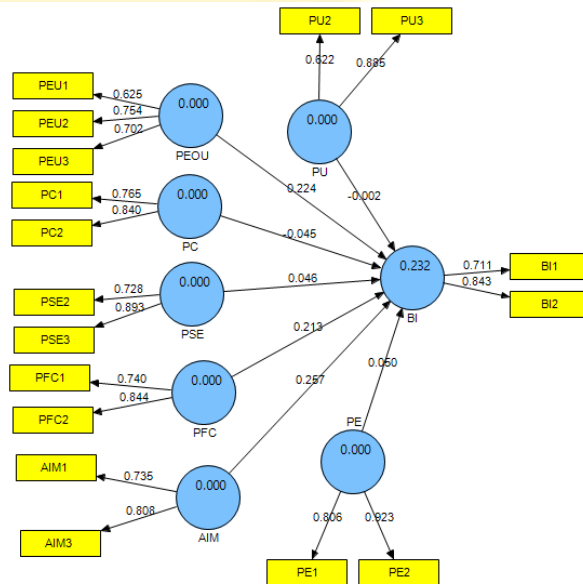 PU2
PU3
0.622
0.885
0.000
PU
-0.002
PEU1
PEU2
PEU3
0.625
0.754
0.702
0.000
PEOU
0.224
PC1
PC2
0.765
0.840
0.000
PC
-0.045
PSE2
PSE3
0.728
0.893
0.000
PSE
0.046
0.232
BI
0.711
0.843
BI1
BI2
PFC1
PFC2
0.740
0.844
0.000
PFC
0.213
AIM1
AIM3
0.735
0.808
0.000
AIM
0.257
PE
0.000
0.050
0.806
0.923
PE1
PE2